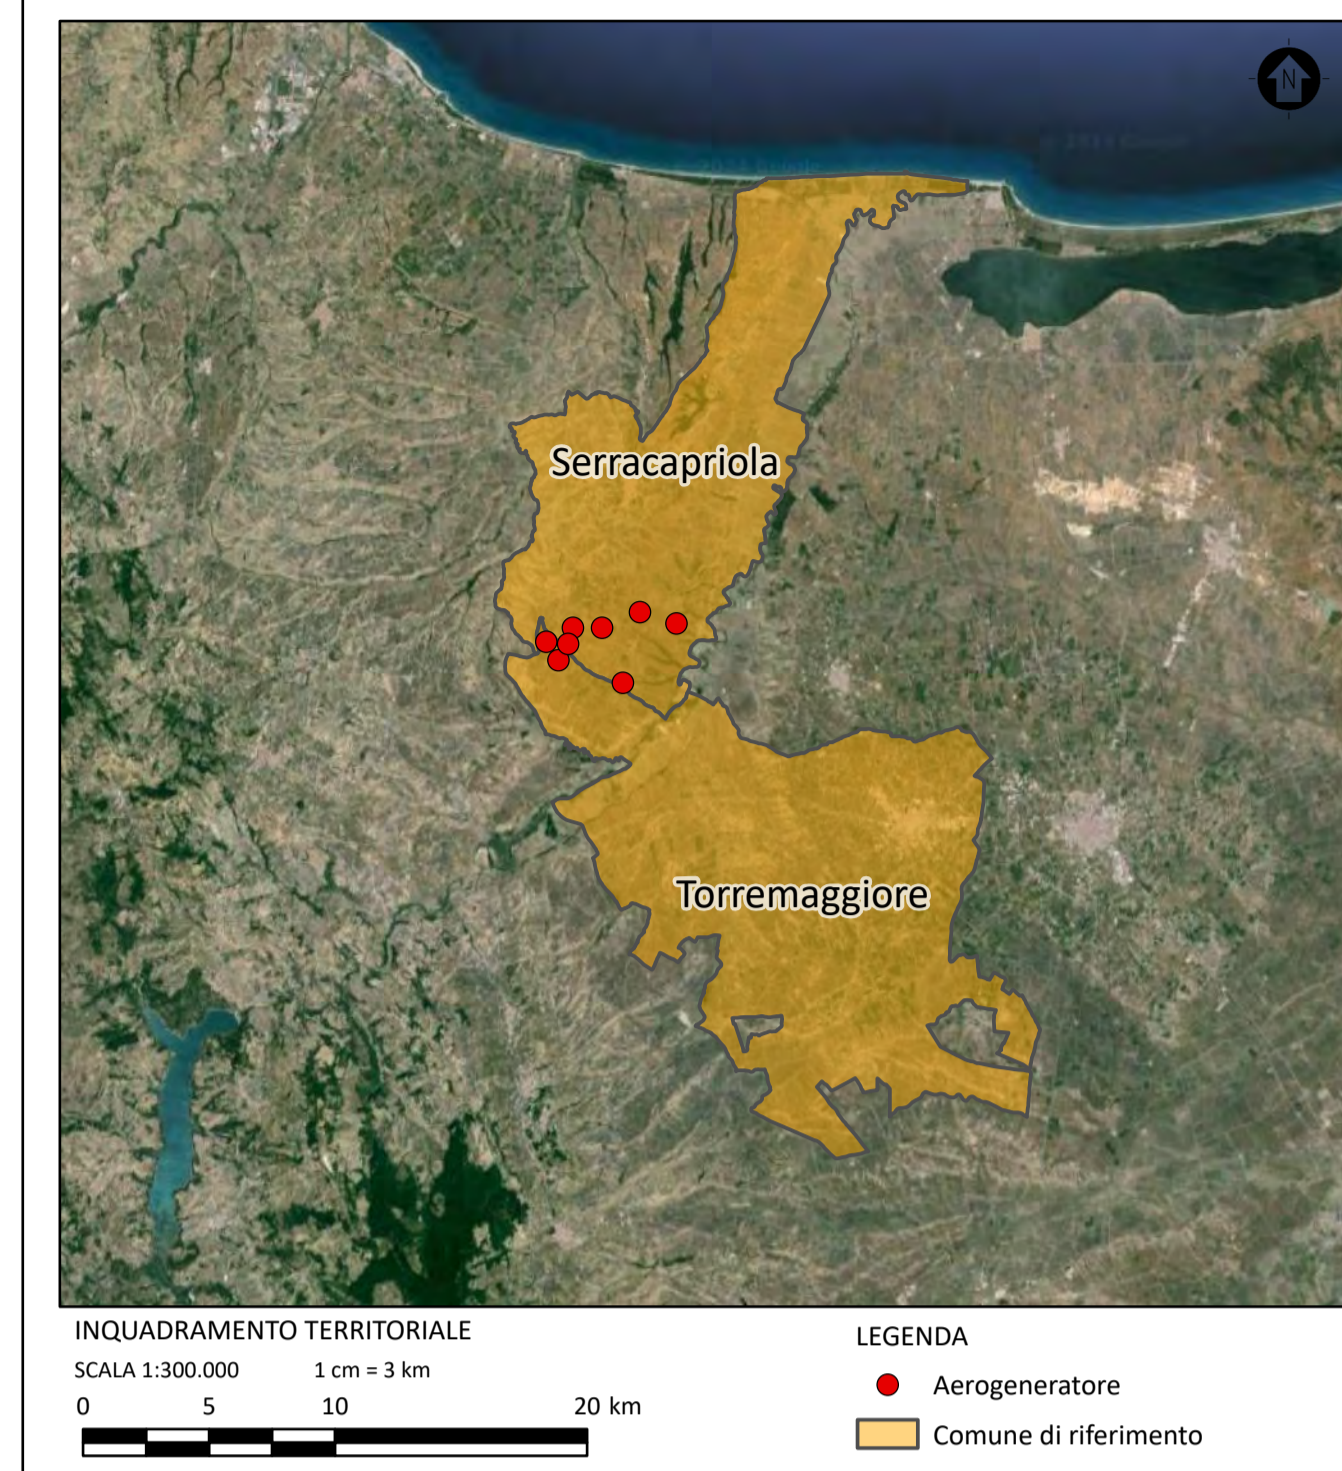 N
Serracapriola
Torremaggiore
INQUADRAMENTO TERRITORIALE
SCALA 1:300.000 1 cm = 3 km
0 5 10 20 km
LEGENDA
Aerogeneratore
Comune di riferimento